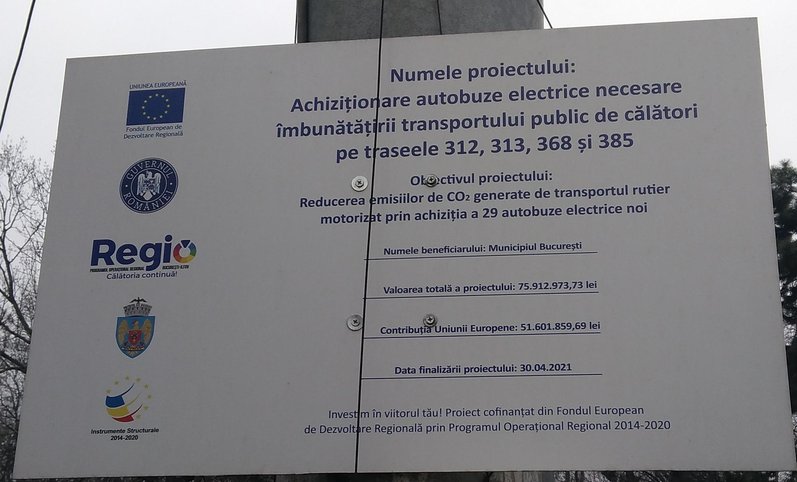 UNIUNEA EUROPEANĂ
Fondul European de
Dezvoltare Regională
GUVERNUL ROMÂNIEI
Regio
PROGRAMUL OPERAȚIONAL REGIONAL BUCUREȘTI-ILFOV
Călătoria continuă!
Instrumente Structurale
2014-2020
Numele proiectului:
Achiziționare autobuze electrice necesare
îmbunătățirii transportului public de călători
pe traseele 312, 313, 368 și 385
Obiectivul proiectului:
Reducerea emisiilor de CO₂ generate de transportul rutier
motorizat prin achiziția a 29 autobuze electrice noi
Numele beneficiarului: Municipiul București
Valoarea totală a proiectului: 75.912.973,73 lei
Contribuția Uniunii Europene: 51.601.859,69 lei
Data finalizării proiectului: 30.04.2021
Investim în viitorul tău! Proiect cofinanțat din Fondul European
de Dezvoltare Regională prin Programul Operațional Regional 2014-2020